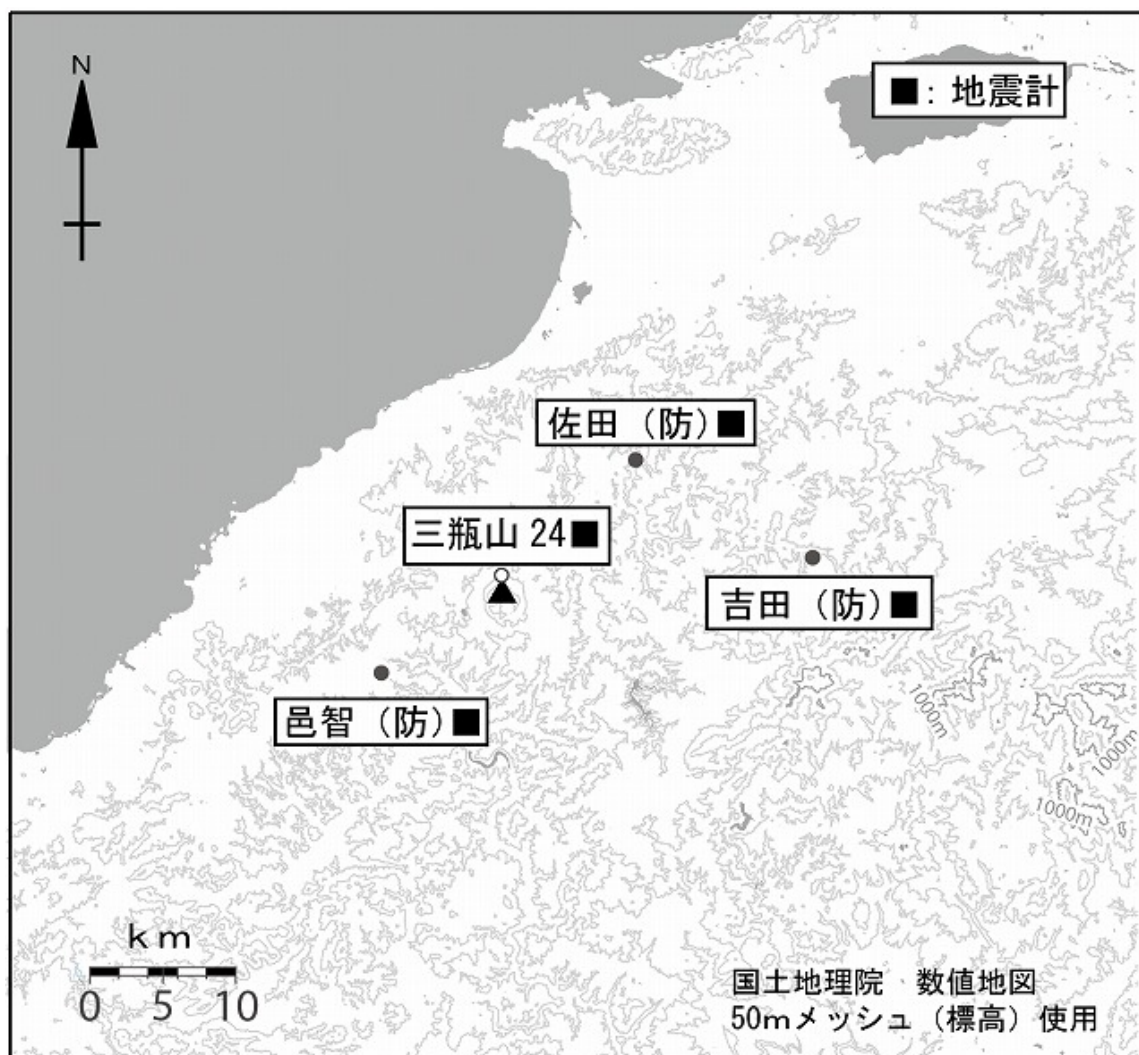 N
■：地震計
佐田（防）■
三瓶山 24■
吉田（防）■
邑智（防）■
1000m
1000m
1000m
km
0 5 10
国土地理院　数値地図
50mメッシュ（標高）使用